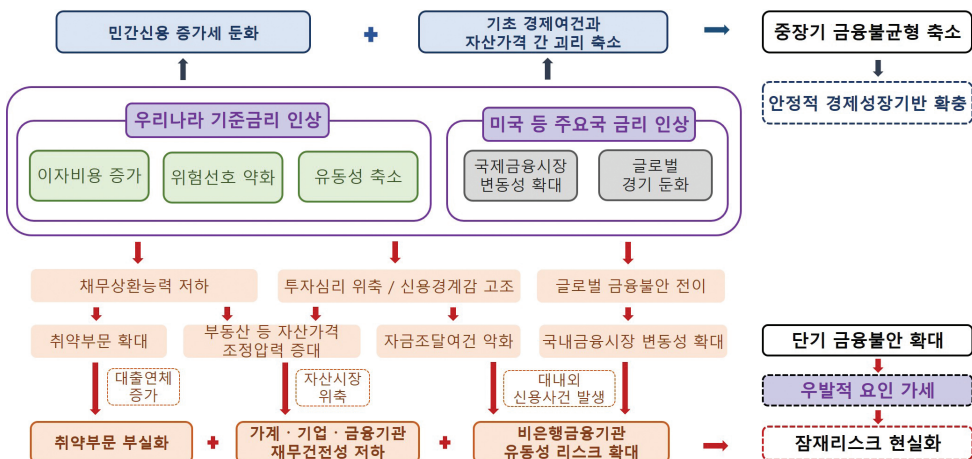 민간신용 증가세 둔화
기초 경제여건과
자산가격 간 괴리 축소
중장기 금융불균형 축소
안정적 경제성장기반 확충
우리나라 기준금리 인상
미국 등 주요국 금리 인상
이자비용 증가
위험선호 약화
유동성 축소
국제금융시장
변동성 확대
글로벌
경기 둔화
채무상환능력 저하
투자심리 위축 / 신용경계감 고조
글로벌 금융불안 전이
취약부문 확대
부동산 등 자산가격
조정압력 증대
자금조달여건 악화
국내금융시장 변동성 확대
단기 금융불안 확대
대출연체
증가
자산시장
위축
대내외
신용사건 발생
우발적 요인 가세
취약부문 부실화
가계 · 기업 · 금융기관
재무건전성 저하
비은행금융기관
유동성 리스크 확대
잠재리스크 현실화